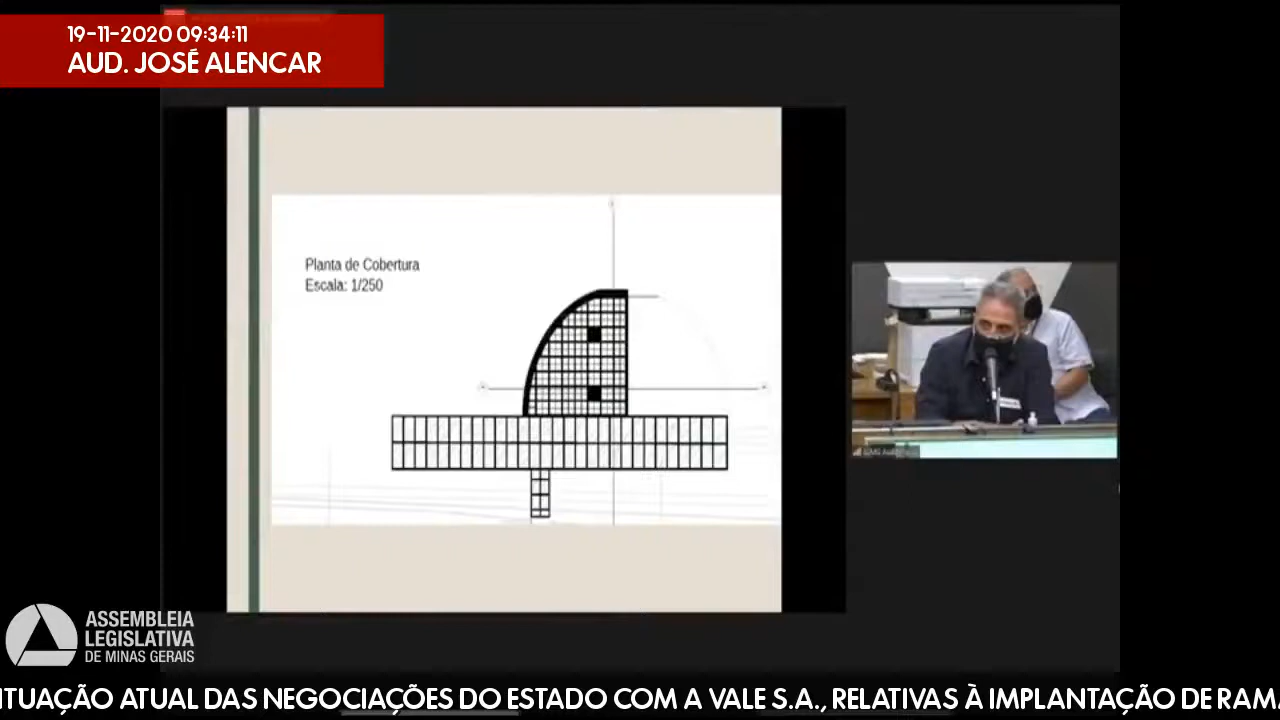 19-11-2020 09:34:11
AUD. JOSÉ ALENCAR
Planta de Cobertura
Escala: 1/250
ASSEMBLEIA
LEGISLATIVA
DE MINAS GERAIS
ITUAÇÃO ATUAL DAS NEGOCIAÇÕES DO ESTADO COM A VALE S.A., RELATIVAS À IMPLANTAÇÃO DE RAM